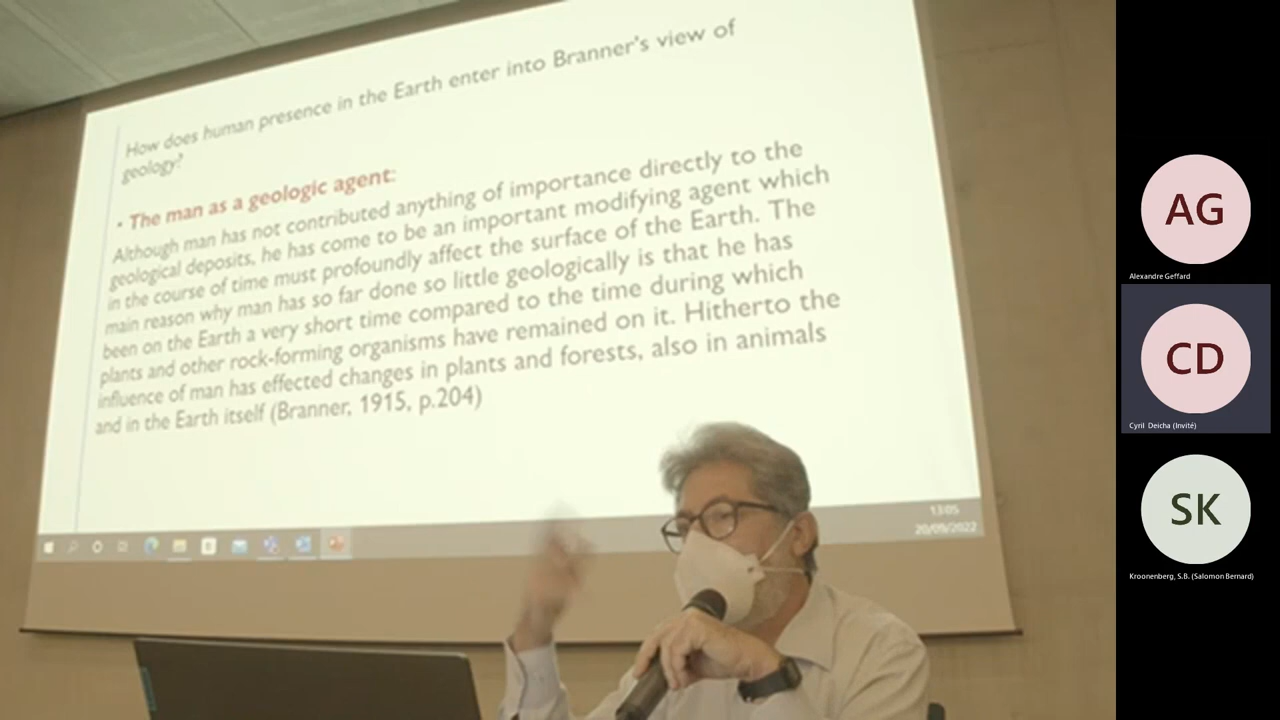 How does human presence in the Earth enter into Branner's view of
geology?
• The man as a geologic agent:
Although man has not contributed anything of importance directly to the
geological deposits, he has come to be an important modifying agent which
in the course of time must profoundly affect the surface of the Earth. The
main reason why man has so far done so little geologically is that he has
been on the Earth a very short time compared to the time during which
plants and other rock-forming organisms have remained on it. Hitherto the
influence of man has effected changes in plants and forests, also in animals
and in the Earth itself (Branner, 1915, p.204)
13:05
20/09/2022
AG
Alexandre Geffard
CD
Cyril Deicha (Invité)
SK
Kroonenberg, S.B. (Salomon Bernard)